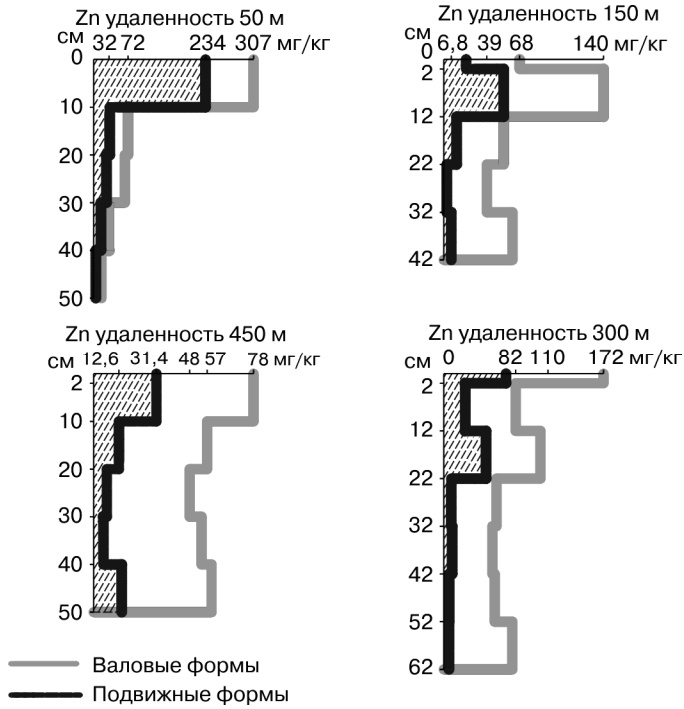 Zn удаленность 50 м
см 32 72 234 307 мг/кг
0
10
20
30
40
50
Zn удаленность 150 м
см 6,8 39 68 140 мг/кг
0
2
12
22
32
42
Zn удаленность 450 м
см 12,6 31,4 48 57 78 мг/кг
2
10
20
30
40
50
Zn удаленность 300 м
см 0 82 110 172 мг/кг
2
12
22
32
42
52
62
Валовые формы
Подвижные формы